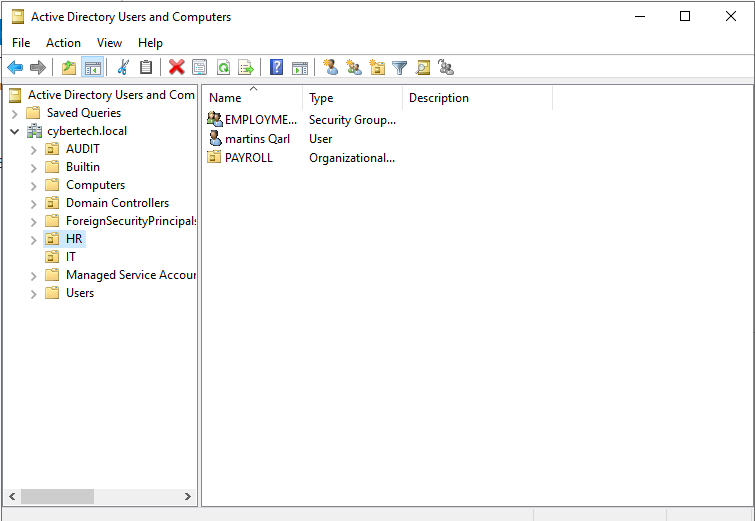 Active Directory Users and Computers
File Action View Help
Active Directory Users and Com
Saved Queries
cybertech.local
AUDIT
Builtin
Computers
Domain Controllers
ForeignSecurityPrincipals
HR
IT
Managed Service Accour
Users
Name Type Description
EMPLOYME... Security Group...
martins Qarl User
PAYROLL Organizational...